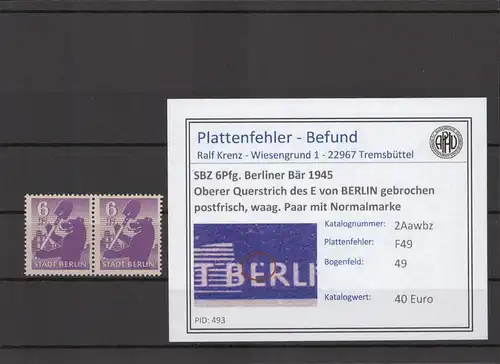 6
6
STADT BERLIN
STADT BERLIN
Plattenfehler - Befund
Ralf Krenz - Wiesengrund 1 - 22967 Tremsbüttel
SBZ 6Pfg. Berliner Bär 1945
Oberer Querstrich des E von BERLIN gebrochen
postfrisch, waag. Paar mit Normalmarke
Katalognummer: 2Aawbz
Plattenfehler: F49
Bogenfeld: 49
Katalogwert: 40 Euro
T BERLI
PID: 493